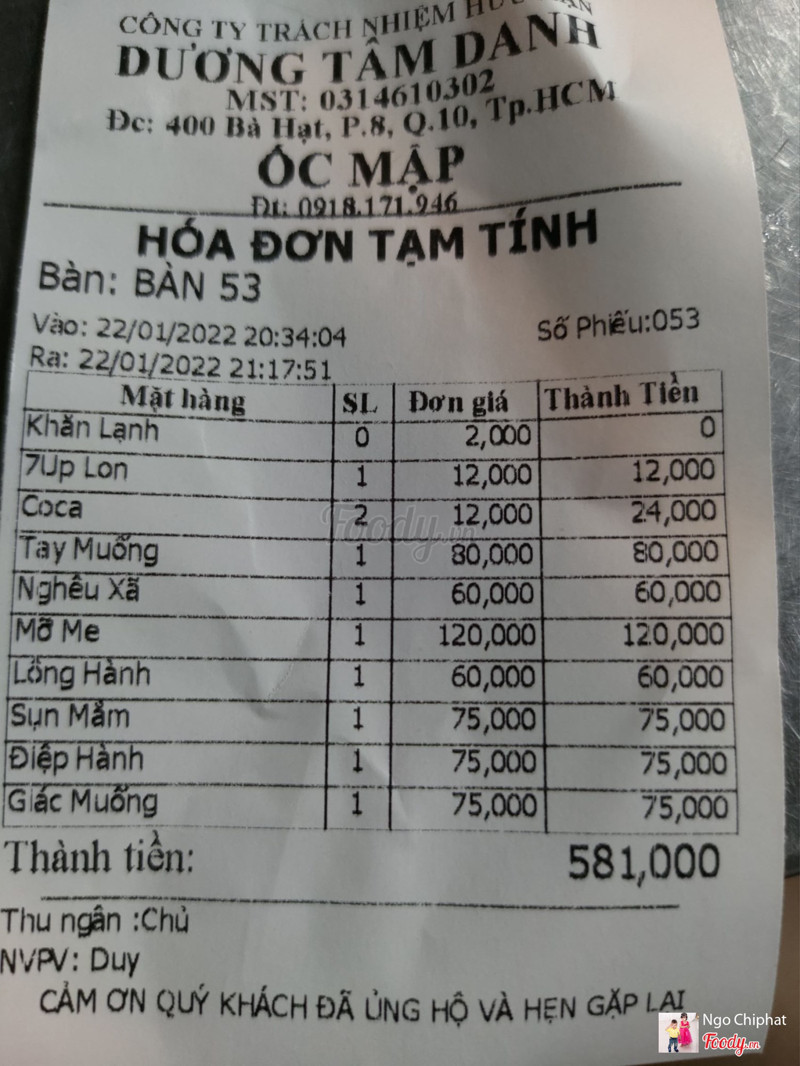 CÔNG TY TRÁCH NHIỆM HỮU HẠN
DƯƠNG TÂM DANH
MST: 0314610302
Đc: 400 Bà Hạt, P.8, Q.10, Tp.HCM
ỐC MẬP
Đt: 0918.171.946
HÓA ĐƠN TẠM TÍNH
Bàn: BÀN 53
Vào: 22/01/2022 20:34:04 Số Phiếu:053
Ra: 22/01/2022 21:17:51
Mặt hàng SL Đơn giá Thành Tiền
Khăn Lạnh 0 2,000 0
7Up Lon 1 12,000 12,000
Coca 2 12,000 24,000
Tay Muống 1 80,000 80,000
Nghêu Xã 1 60,000 60,000
Mỡ Me 1 120,000 120,000
Lông Hành 1 60,000 60,000
Sụn Mắm 1 75,000 75,000
Điệp Hành 1 75,000 75,000
Giác Muống 1 75,000 75,000
Thành tiền: 581,000
Thu ngân :Chủ
NVPV: Duy
CẢM ƠN QUÝ KHÁCH ĐÃ ỦNG HỘ VÀ HẸN GẶP LẠI
Foody.vn
Ngo Chiphat
Foody.vn